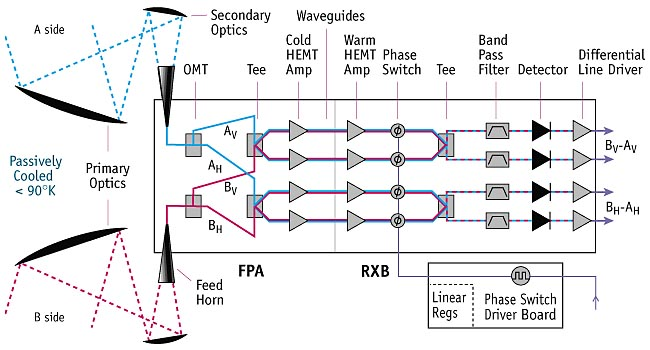 A side
Secondary
Optics
Waveguides
OMT
Tee
Cold
HEMT
Amp
Warm
HEMT
Amp
Phase
Switch
Tee
Band
Pass
Filter
Detector
Differential
Line Driver
Passively
Cooled
< 90°K
Primary
Optics
AV
AH
BV
BH
ϕ
ϕ
ϕ
ϕ
BV-AV
BH-AH
Feed
Horn
FPA
RXB
B side
Linear
Regs
Phase Switch
Driver Board